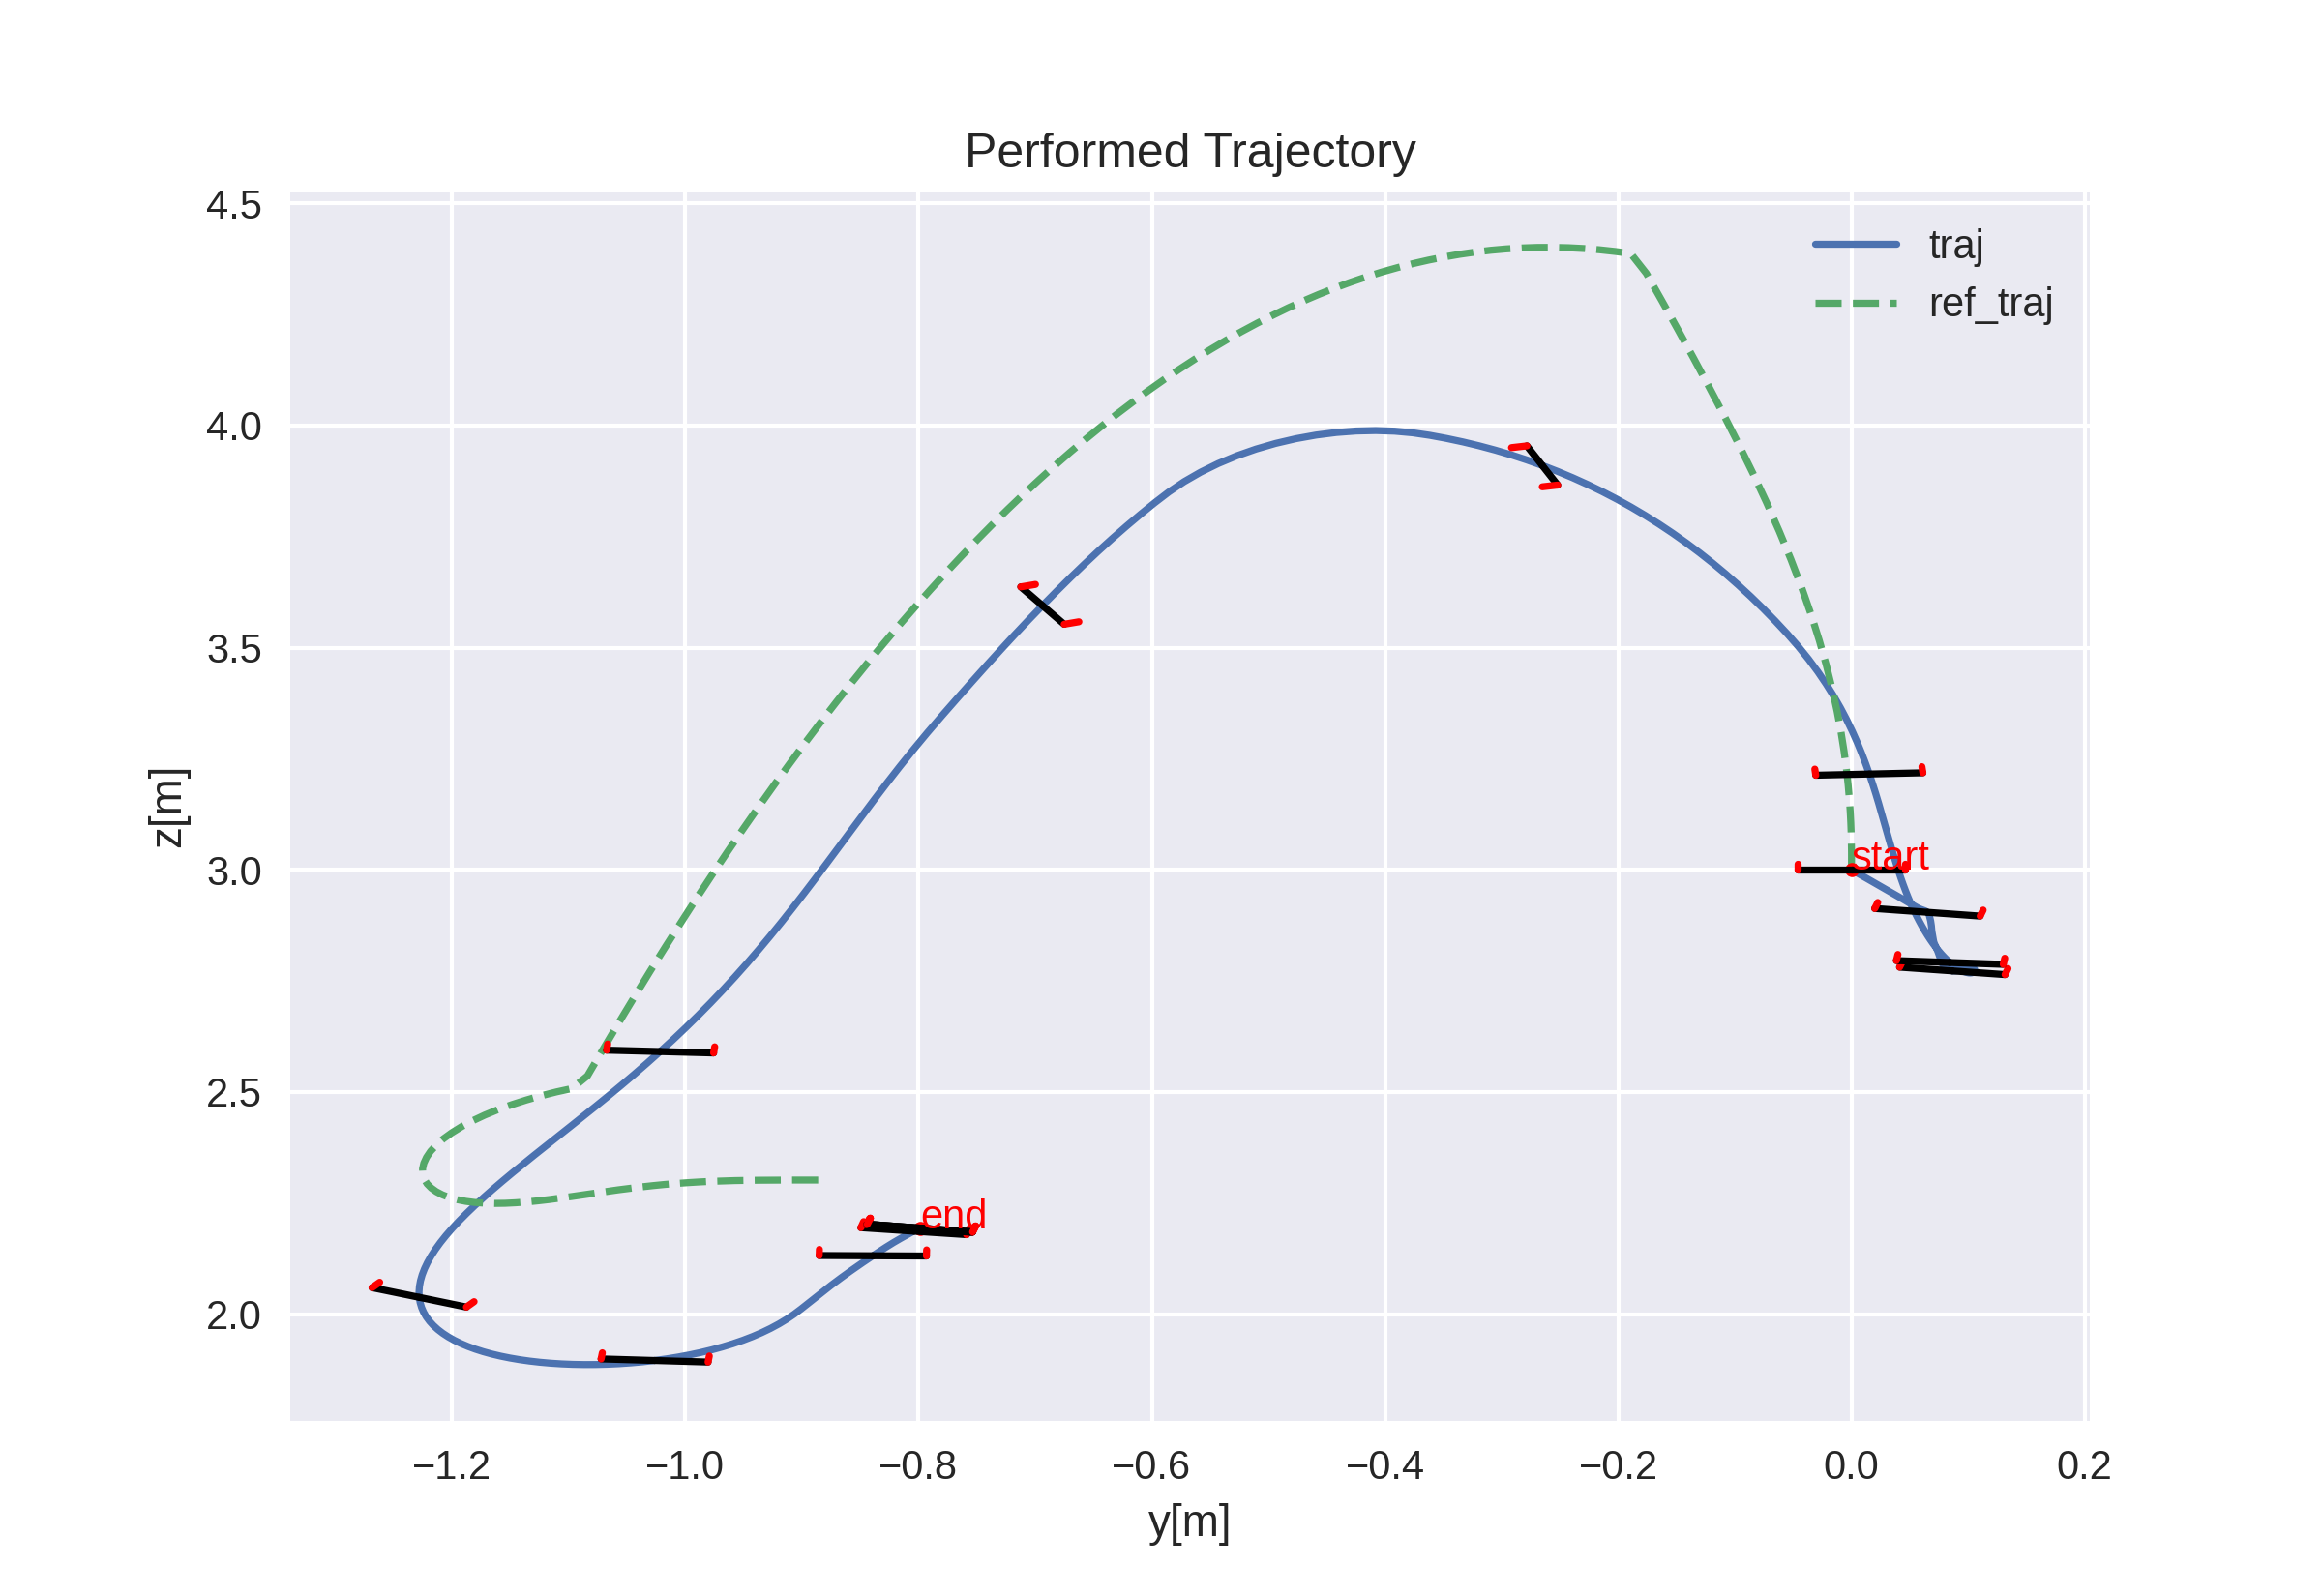 Performed Trajectory
4.5
4.0
3.5
3.0
2.5
2.0
z[m]
traj
ref_traj
start
end
−1.2
−1.0
−0.8
−0.6
−0.4
−0.2
0.0
0.2
y[m]